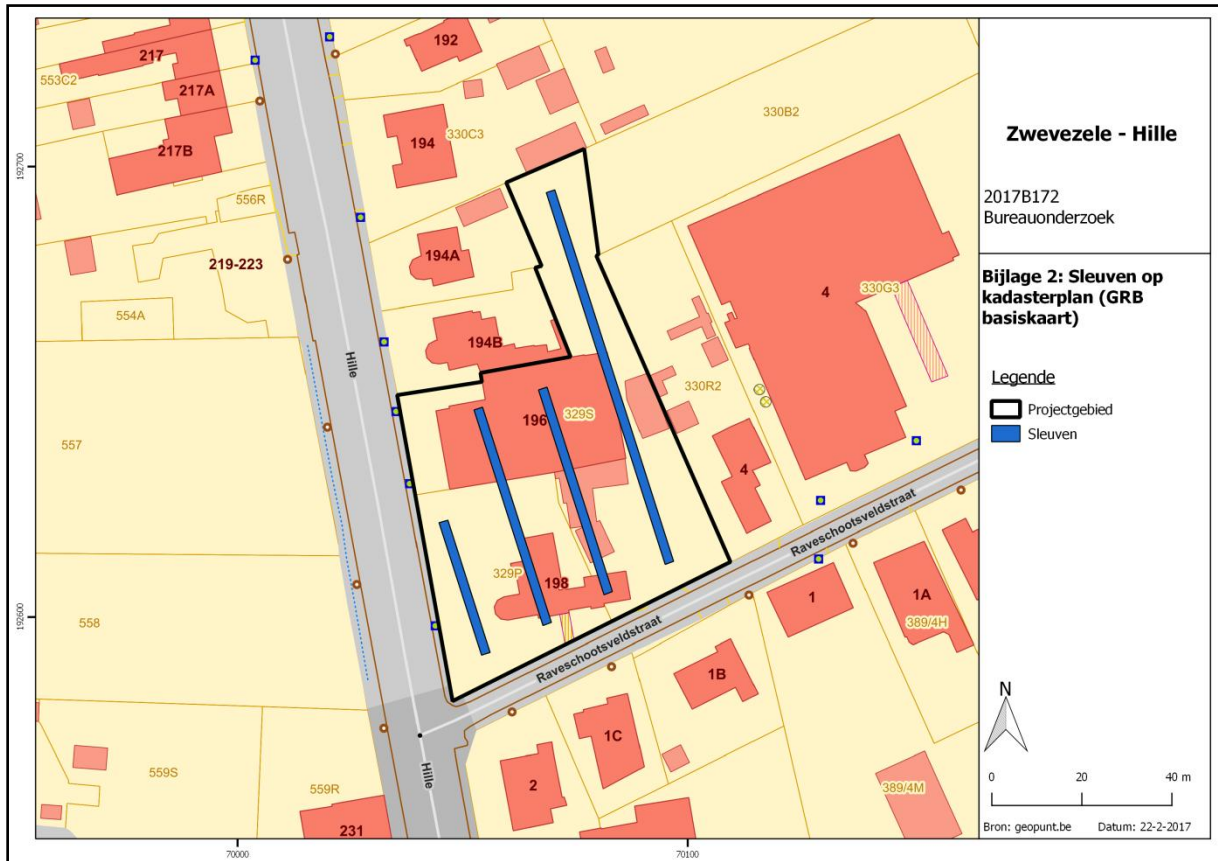 192
217
553C2
217A
194
330C3
330B2
217B
192700
556R
194A
219-223
4
330G3
554A
Hille
194B
330R2
196
329S
557
4
Raveschootsveldstraat
329P
198
1
1A
192600
558
389/4H
Raveschootsveldstraat
1B
1C
559S
Hille
2
559R
389/4M
231
70000
70100
Zwevezele - Hille
2017B172
Bureauonderzoek
Bijlage 2: Sleuven op
kadasterplan (GRB
basiskaart)
Legende
Projectgebied
Sleuven
N
0 20 40 m
Bron: geopunt.be Datum: 22-2-2017